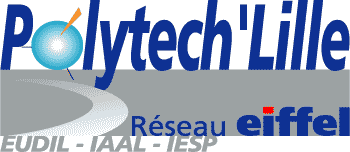 Polytech'Lille
Réseau eiffel
EUDIL - IAAL - IESP